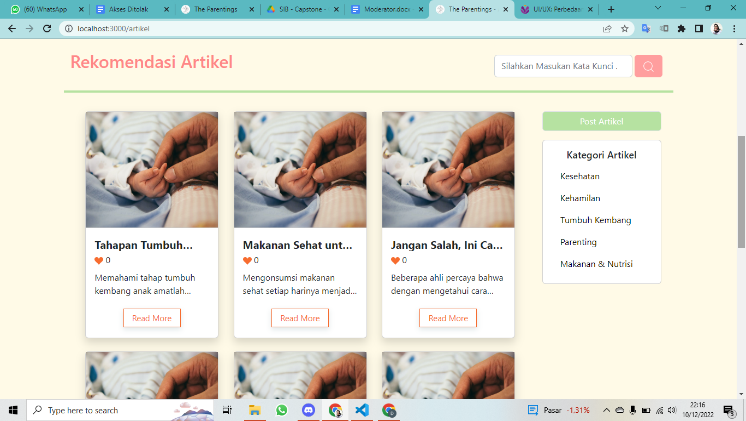 (60) WhatsApp
Akses Ditolak
The Parentings
SIB - Capstone -
Moderator.docx
The Parentings -
UI/UX: Perbedaa
localhost:3000/artikel
Rekomendasi Artikel
Silahkan Masukan Kata Kunci .
Post Artikel
Kategori Artikel
Kesehatan
Kehamilan
Tumbuh Kembang
Parenting
Makanan & Nutrisi
Tahapan Tumbuh...
0
Memahami tahap tumbuh
kembang anak amatlah...
Read More
Makanan Sehat unt...
0
Mengonsumsi makanan
sehat setiap harinya menjad...
Read More
Jangan Salah, Ini Ca...
0
Beberapa ahli percaya bahwa
dengan mengetahui cara...
Read More
Type here to search
Pasar -1.31%
22:16
10/12/2022